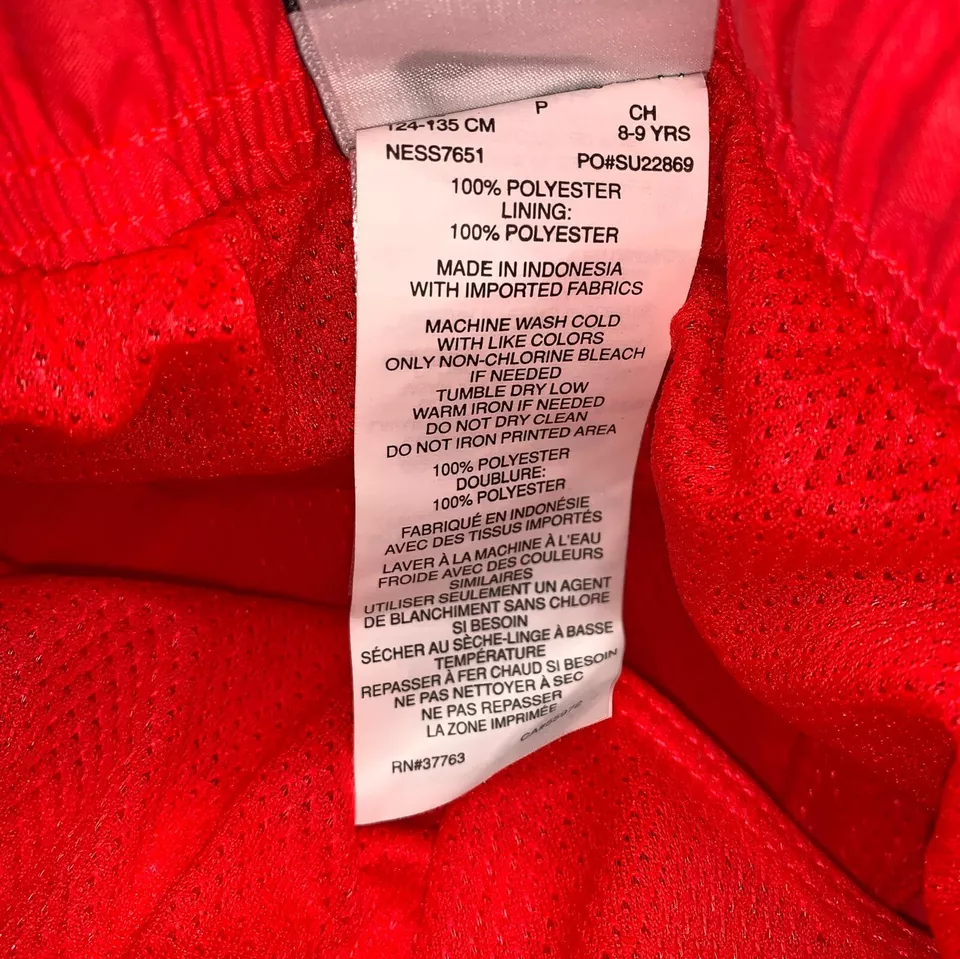 P
CH
124-135 CM
8-9 YRS
NESS7651
PO#SU22869
100% POLYESTER
LINING:
100% POLYESTER
MADE IN INDONESIA
WITH IMPORTED FABRICS
MACHINE WASH COLD
WITH LIKE COLORS
ONLY NON-CHLORINE BLEACH
IF NEEDED
TUMBLE DRY LOW
WARM IRON IF NEEDED
DO NOT DRY CLEAN
DO NOT IRON PRINTED AREA
100% POLYESTER
DOUBLURE:
100% POLYESTER
FABRIQUÉ EN INDONÉSIE
AVEC DES TISSUS IMPORTÉS
LAVER À LA MACHINE À L'EAU
FROIDE AVEC DES COULEURS
SIMILAIRES
UTILISER SEULEMENT UN AGENT
DE BLANCHIMENT SANS CHLORE
SI BESOIN
SÉCHER AU SÈCHE-LINGE À BASSE
TEMPÉRATURE
REPASSER À FER CHAUD SI BESOIN
NE PAS NETTOYER À SEC
NE PAS REPASSER
LA ZONE IMPRIMÉE
RN#37763